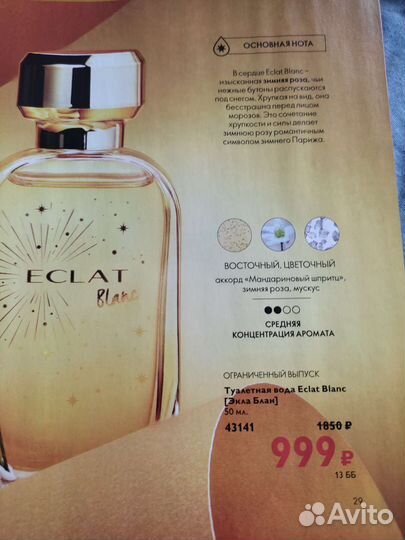 ОСНОВНАЯ НОТА
В сердце Eclat Blanc –
изысканная зимняя роза, чьи
нежные бутоны распускаются
под снегом. Хрупкая на вид, она
бесстрашна перед лицом
морозов. Это сочетание
хрупкости и силы делает
зимнюю розу романтичным
символом зимнего Парижа.
ECLAT
Blanc
ВОСТОЧНЫЙ, ЦВЕТОЧНЫЙ
аккорд «Мандариновый шпритц»,
зимняя роза, мускус
СРЕДНЯЯ
КОНЦЕНТРАЦИЯ АРОМАТА
ОГРАНИЧЕННЫЙ ВЫПУСК
Туалетная вода Eclat Blanc
[Экла Блан]
50 мл.
43141 1850 ₽
999 ₽
13 ББ
29
Avito